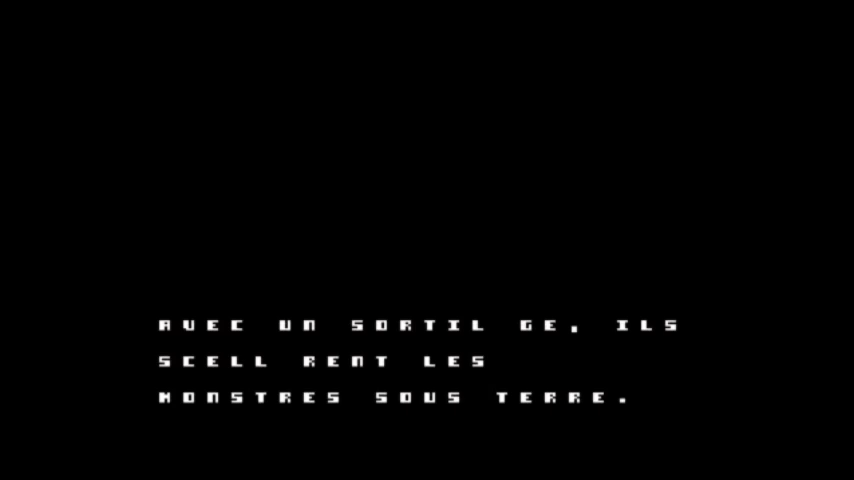 AVEC UN SORTIL GE, ILS
SCELL RENT LES
MONSTRES SOUS TERRE.